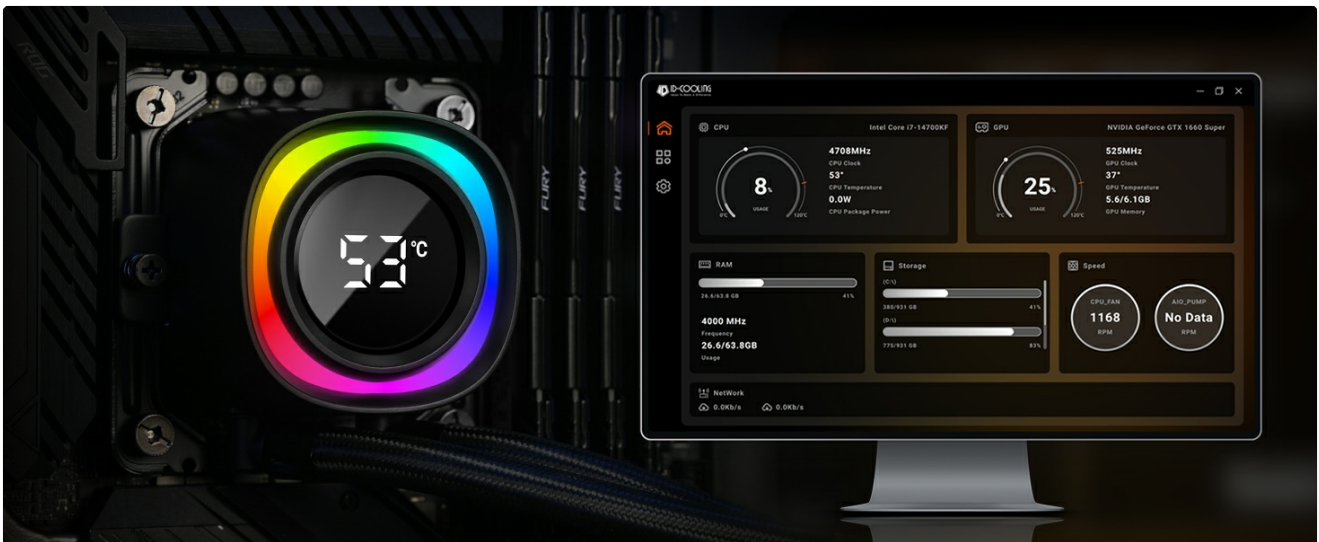 ROG
53°C
FURY
FURY
FURY
ID-COOLING
CPU
Intel Core i7-14700KF
8%
USAGE
0°C
120°C
4708MHz
CPU Clock
53°
CPU Temperature
0.0W
CPU Package Power
GPU
NVIDIA GeForce GTX 1660 Super
25%
USAGE
0°C
120°C
525MHz
GPU Clock
37°
GPU Temperature
5.6/6.1GB
GPU Memory
RAM
26.6/63.8 GB
41%
4000 MHz
Frequency
26.6/63.8GB
Usage
Storage
(C:\)
380/931 GB
41%
(D:\)
775/931 GB
83%
Speed
CPU_FAN
1168
RPM
AIO_PUMP
No Data
RPM
NetWork
0.0Kb/s
0.0Kb/s